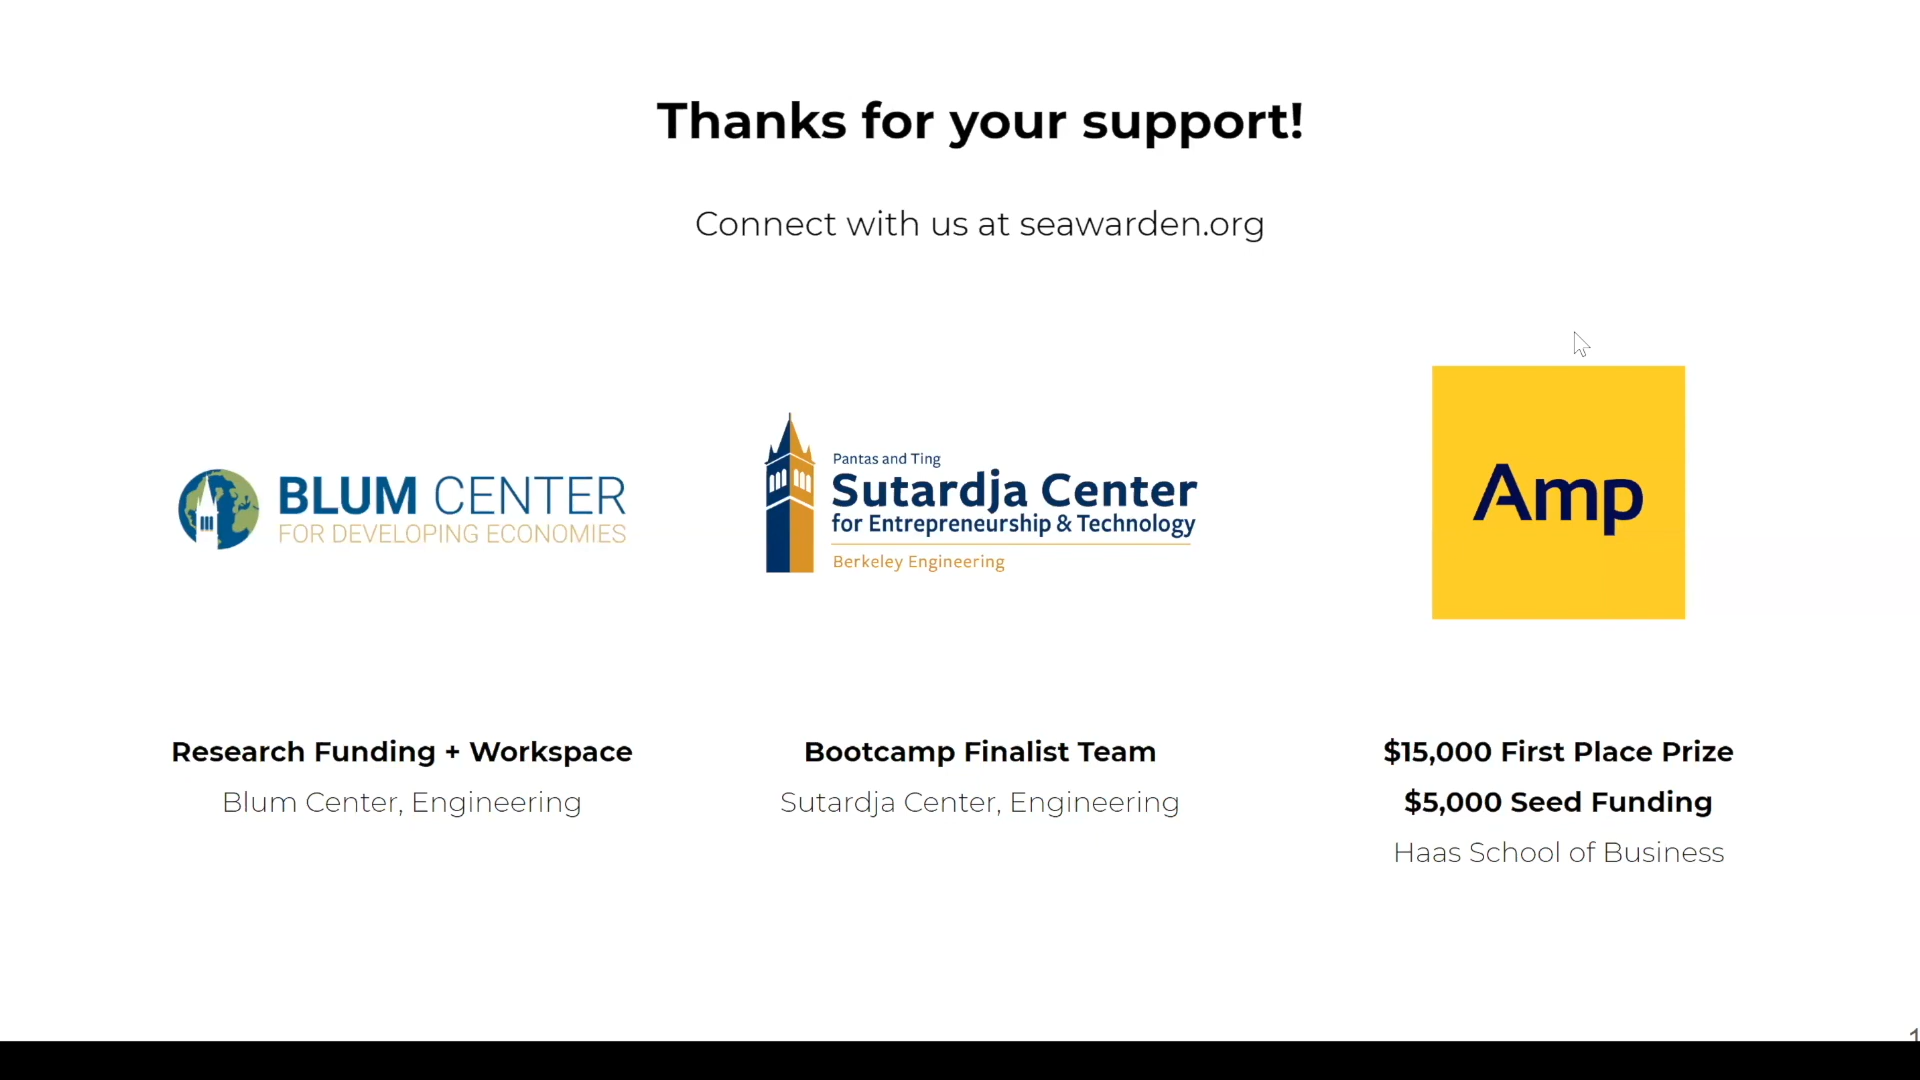 Thanks for your support!
Connect with us at seawarden.org
BLUM CENTER
FOR DEVELOPING ECONOMIES
Pantas and Ting
Sutardja Center
for Entrepreneurship & Technology
Berkeley Engineering
Amp
Research Funding + Workspace
Blum Center, Engineering
Bootcamp Finalist Team
Sutardja Center, Engineering
$15,000 First Place Prize
$5,000 Seed Funding
Haas School of Business